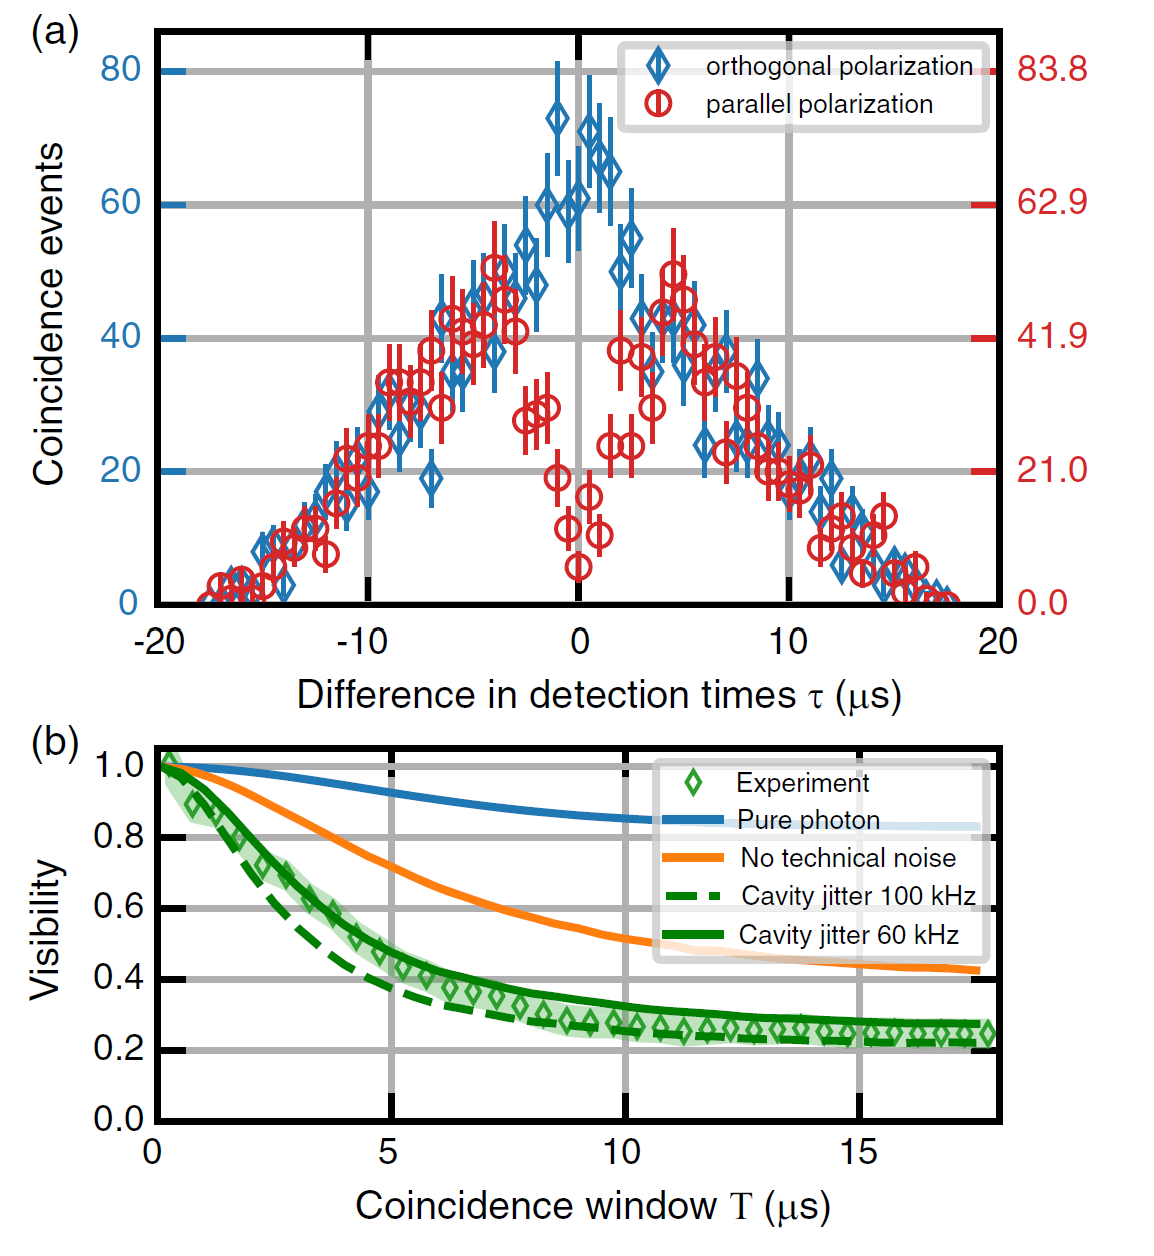 (a)
80
60
40
20
0
Coincidence events
83.8
62.9
41.9
21.0
0.0
orthogonal polarization
parallel polarization
-20 -10 0 10 20
Difference in detection times τ (μs)
(b)
1.0
0.8
0.6
0.4
0.2
0.0
Visibility
Experiment
Pure photon
No technical noise
Cavity jitter 100 kHz
Cavity jitter 60 kHz
0 5 10 15
Coincidence window T (μs)